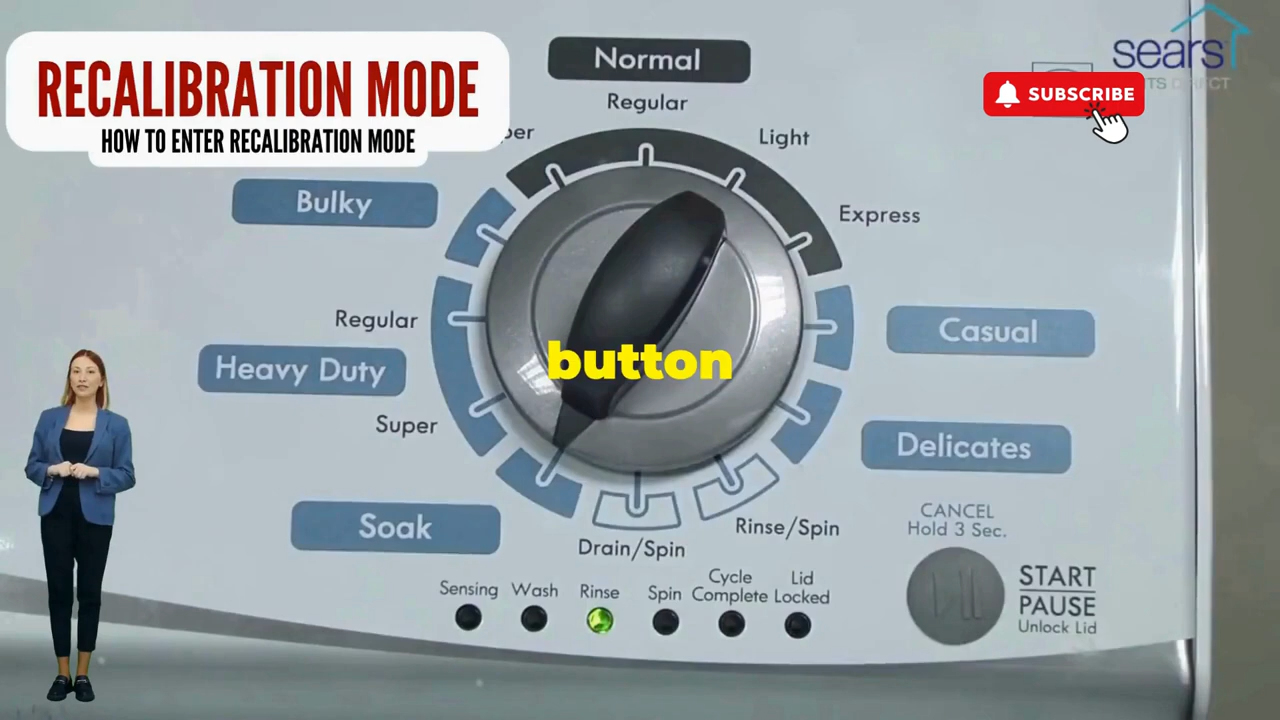 RECALIBRATION MODE
HOW TO ENTER RECALIBRATION MODE
sears
SUBSCRIBE
Normal
Regular
Light
Express
Bulky
Regular
Heavy Duty
Super
Soak
Casual
Delicates
Rinse/Spin
Drain/Spin
button
CANCEL
Hold 3 Sec.
START
PAUSE
Unlock Lid
Sensing
Wash
Rinse
Spin
Cycle
Complete
Lid
Locked